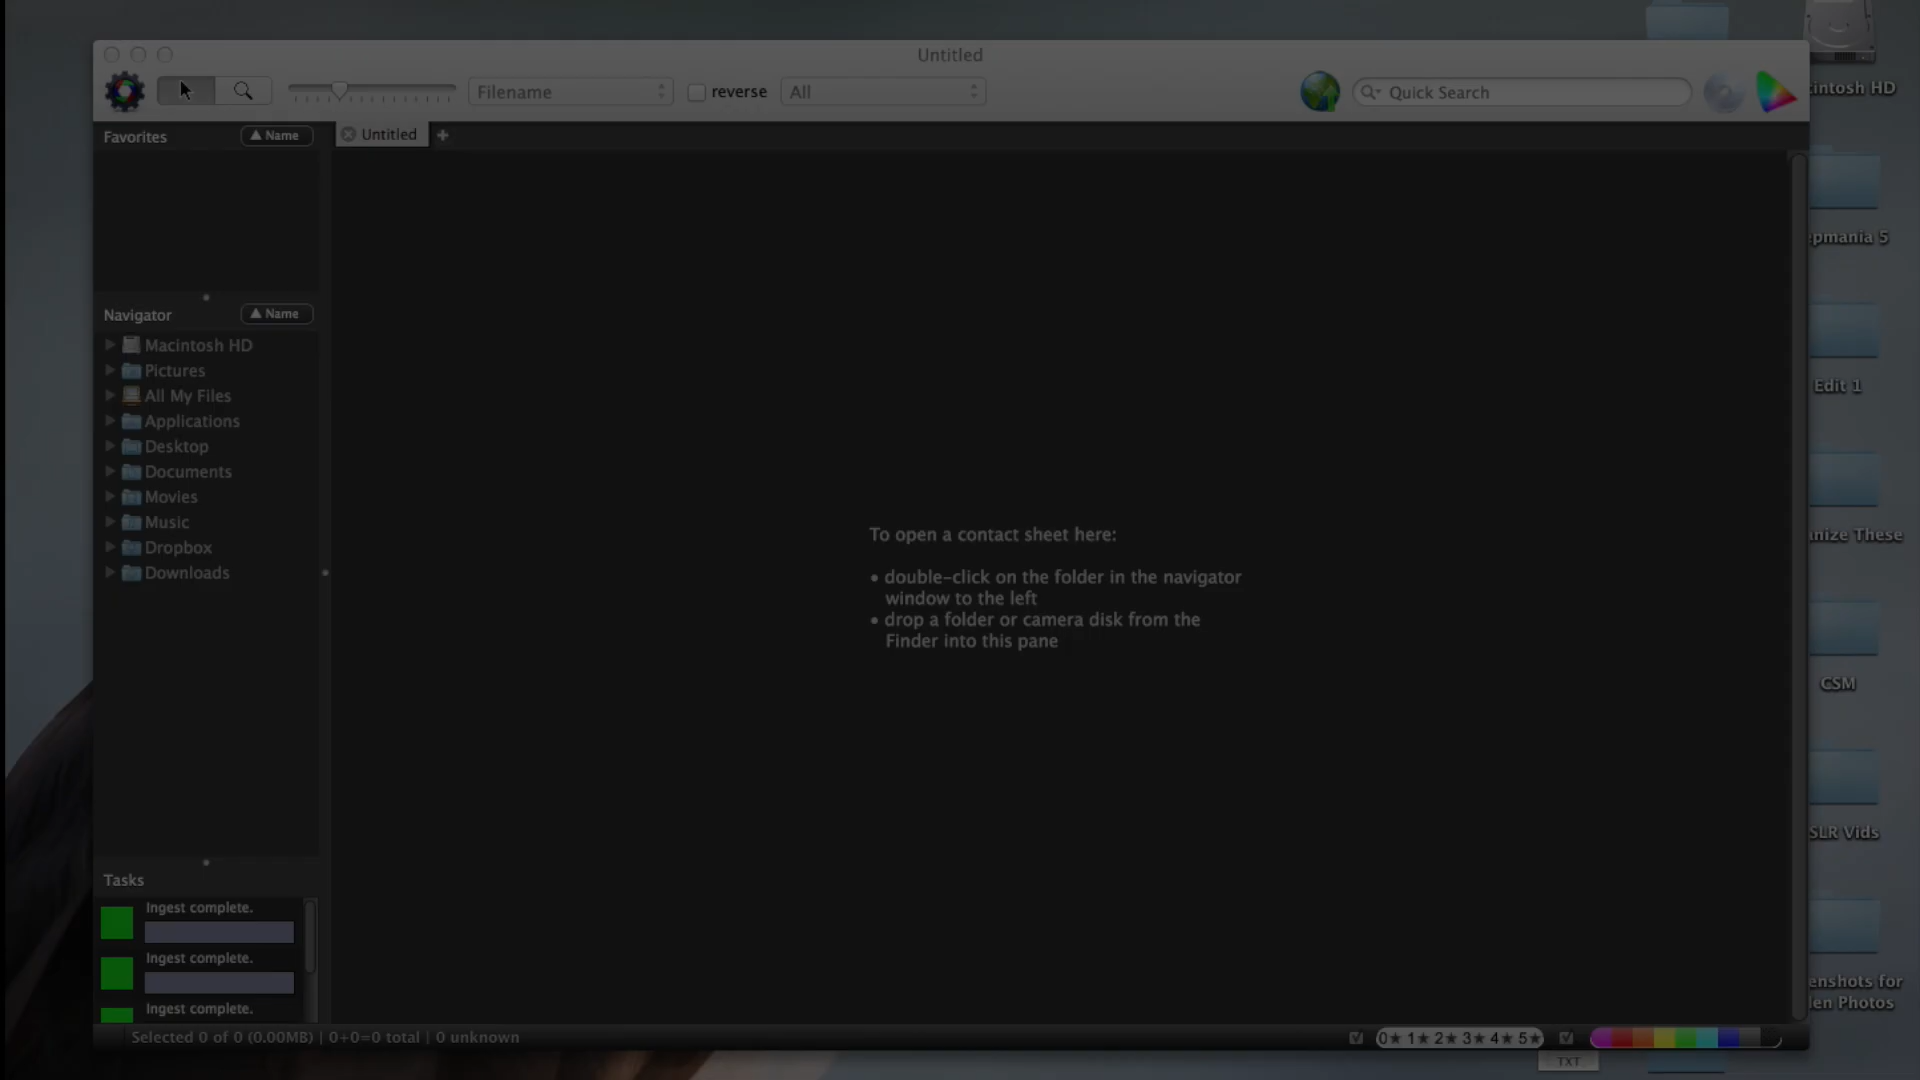 Untitled
Filename
reverse
All
Quick Search
Favorites
Name
Untitled
Navigator
Name
Macintosh HD
Pictures
All My Files
Applications
Desktop
Documents
Movies
Music
Dropbox
Downloads
To open a contact sheet here:
• double-click on the folder in the navigator
window to the left
• drop a folder or camera disk from the
Finder into this pane
Tasks
Ingest complete.
Ingest complete.
Ingest complete.
Selected 0 of 0 (0.00MB) | 0+0=0 total | 0 unknown
0★ 1★ 2★ 3★ 4★ 5★
TXT
intosh HD
pmania 5
Edit 1
nize These
CSM
SLR Vids
enshots for
len Photos